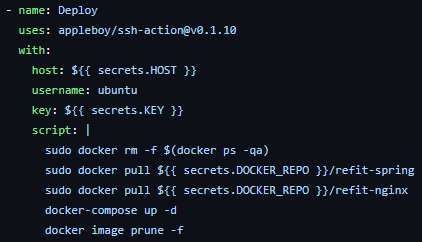 - name: Deploy
  uses: appleboy/ssh-action@v0.1.10
  with:
    host: ${{ secrets.HOST }}
    username: ubuntu
    key: ${{ secrets.KEY }}
    script: |
      sudo docker rm -f $(docker ps -qa)
      sudo docker pull ${{ secrets.DOCKER_REPO }}/refit-spring
      sudo docker pull ${{ secrets.DOCKER_REPO }}/refit-nginx
      docker-compose up -d
      docker image prune -f